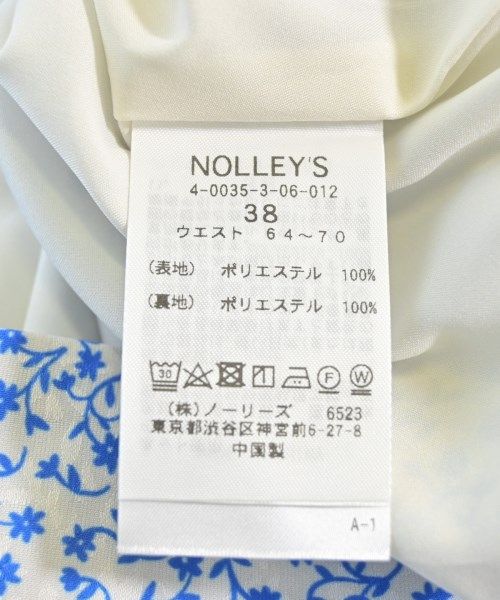 NOLLEY'S
4-0035-3-06-012
38
ウエスト 64～70
(表地) ポリエステル 100%
(裏地) ポリエステル 100%
30 F W
(株)ノーリーズ 6523
東京都渋谷区神宮前6-27-8
中国製
A-1